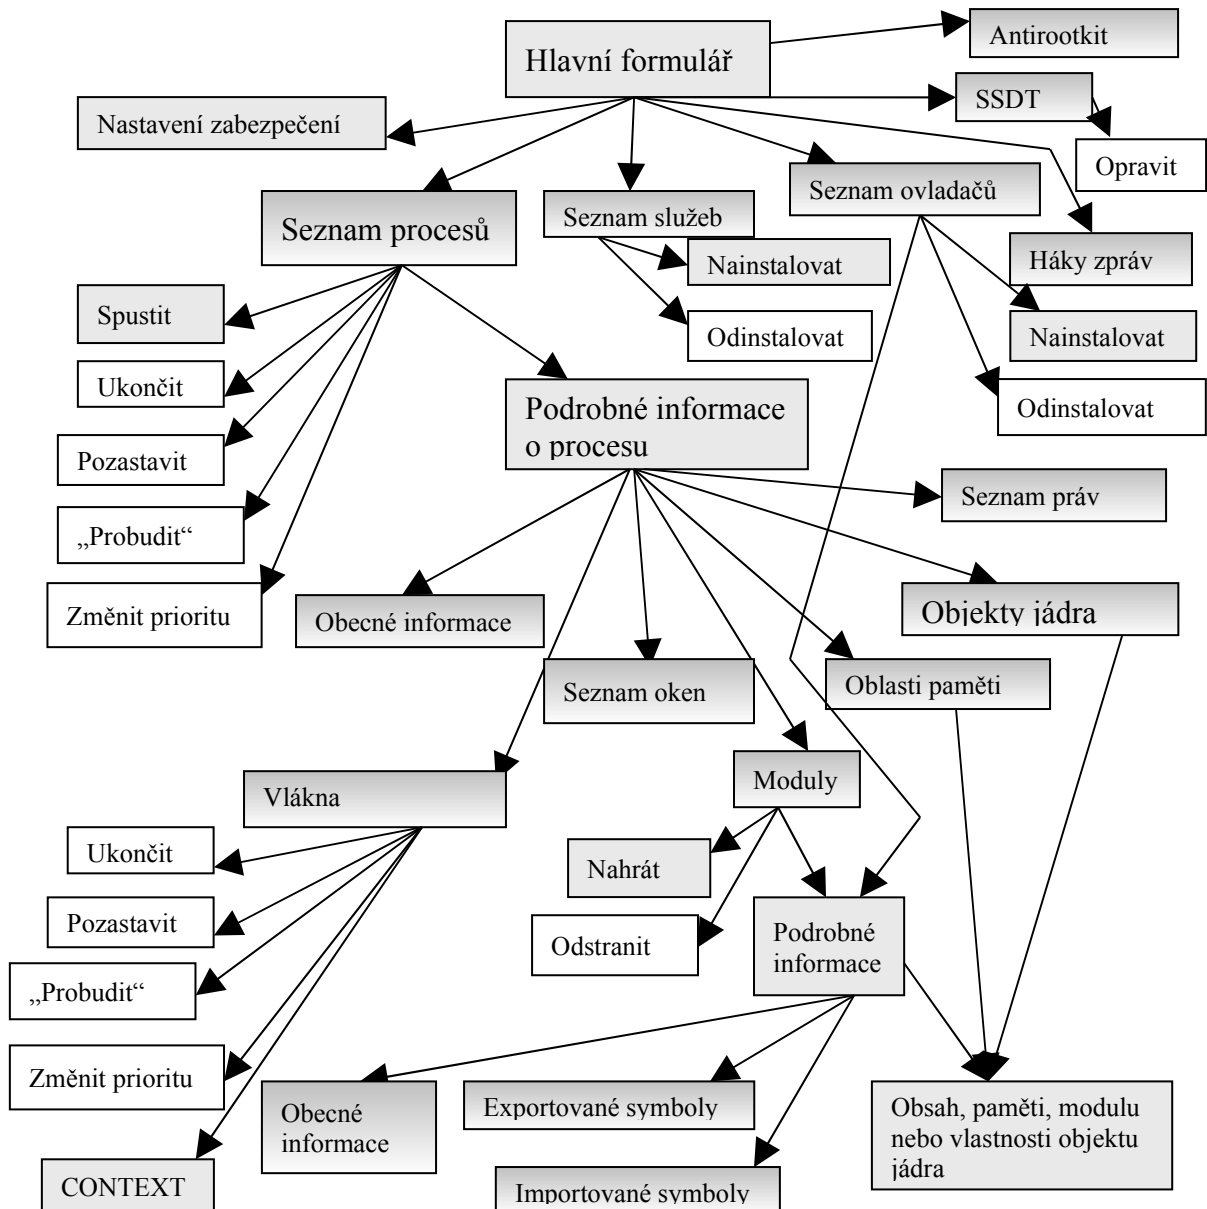 Hlavní formulář
Antirootkit
SSDT
Nastavení zabezpečení
Opravit
Seznam ovladačů
Seznam procesů
Seznam služeb
Nainstalovat
Háky zpráv
Spustit
Odinstalovat
Nainstalovat
Ukončit
Podrobné informace
o procesu
Odinstalovat
Pozastavit
Seznam práv
„Probudit“
Změnit prioritu
Obecné informace
Objekty jádra
Seznam oken
Oblasti paměti
Vlákna
Moduly
Ukončit
Nahrát
Pozastavit
Odstranit
Podrobné
informace
„Probudit“
Změnit prioritu
Obecné
informace
Exportované symboly
Obsah, paměti, modulu
nebo vlastnosti objektu
jádra
CONTEXT
Importované symboly